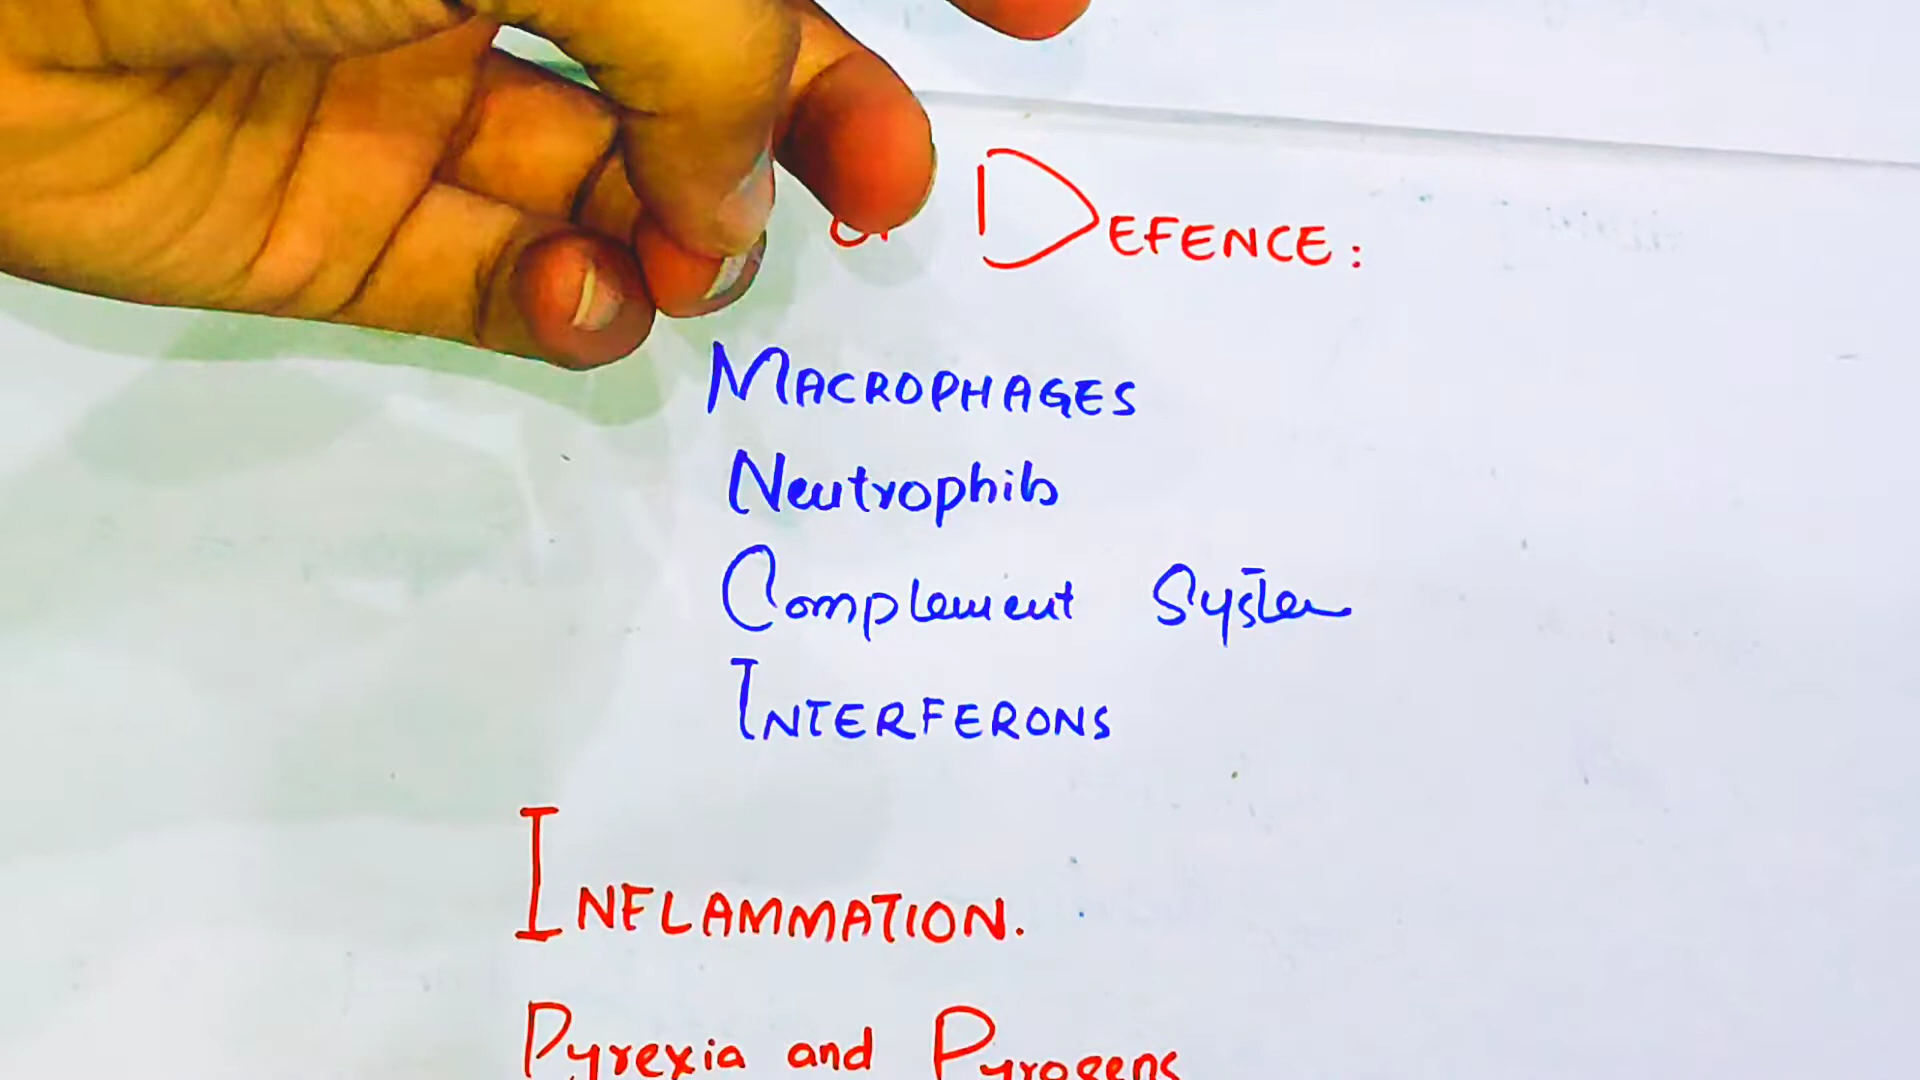 DEFENCE:
MACROPHAGES
Neutrophils
Complement System
INTERFERONS
INFLAMMATION.
Pyrexia and Pyrogens